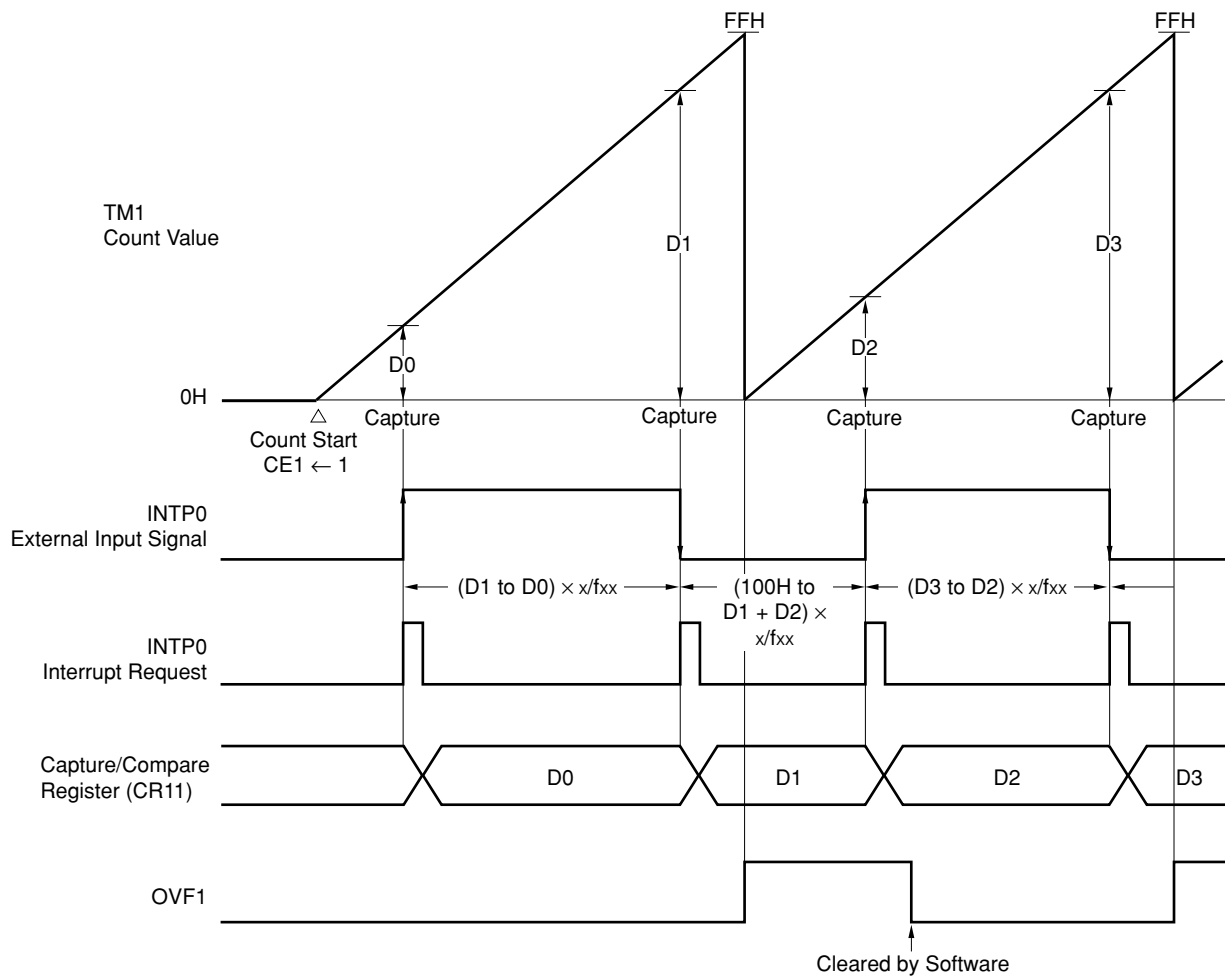 FFH
FFH
TM1
Count Value
D1
D3
D0
D2
0H
Capture
Capture
Capture
Capture
△
Count Start
CE1 ← 1
INTP0
External Input Signal
(D1 to D0) × x/fxx
(100H to
D1 + D2) ×
x/fxx
(D3 to D2) × x/fxx
INTP0
Interrupt Request
Capture/Compare
Register (CR11)
D0
D1
D2
D3
OVF1
Cleared by Software